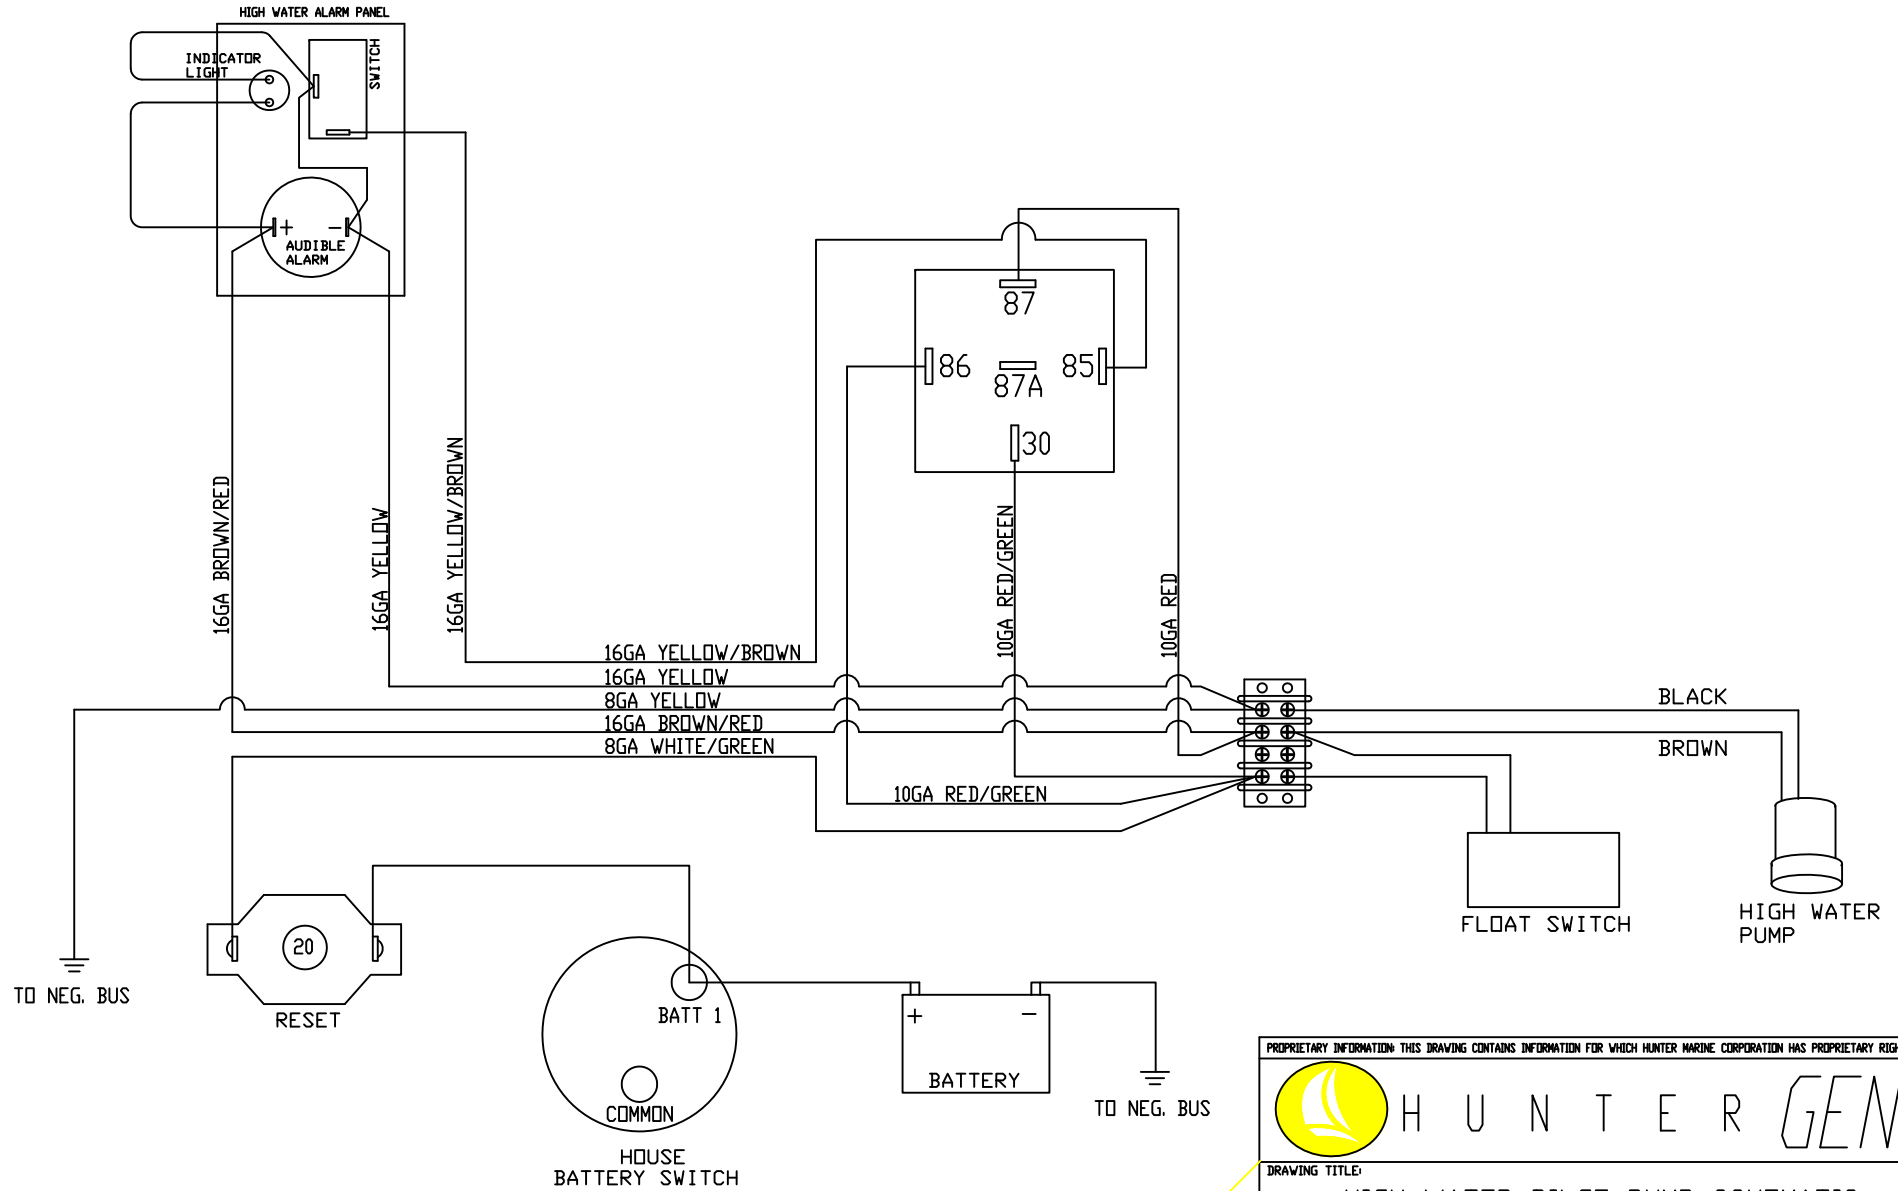 HIGH WATER ALARM PANEL
INDICATOR
LIGHT
SWITCH
+ −
AUDIBLE
ALARM
87
86
87A
85
30
16GA BROWN/RED
16GA YELLOW
16GA YELLOW/BROWN
10GA RED/GREEN
10GA RED
16GA YELLOW/BROWN
16GA YELLOW
8GA YELLOW
16GA BROWN/RED
8GA WHITE/GREEN
10GA RED/GREEN
BLACK
BROWN
FLOAT SWITCH
HIGH WATER
PUMP
TO NEG. BUS
20
RESET
BATT 1
COMMON
HOUSE
BATTERY SWITCH
+ −
BATTERY
TO NEG. BUS
PROPRIETARY INFORMATION: THIS DRAWING CONTAINS INFORMATION FOR WHICH HUNTER MARINE CORPORATION HAS PROPRIETARY
HUNTER GEN
DRAWING TITLE: